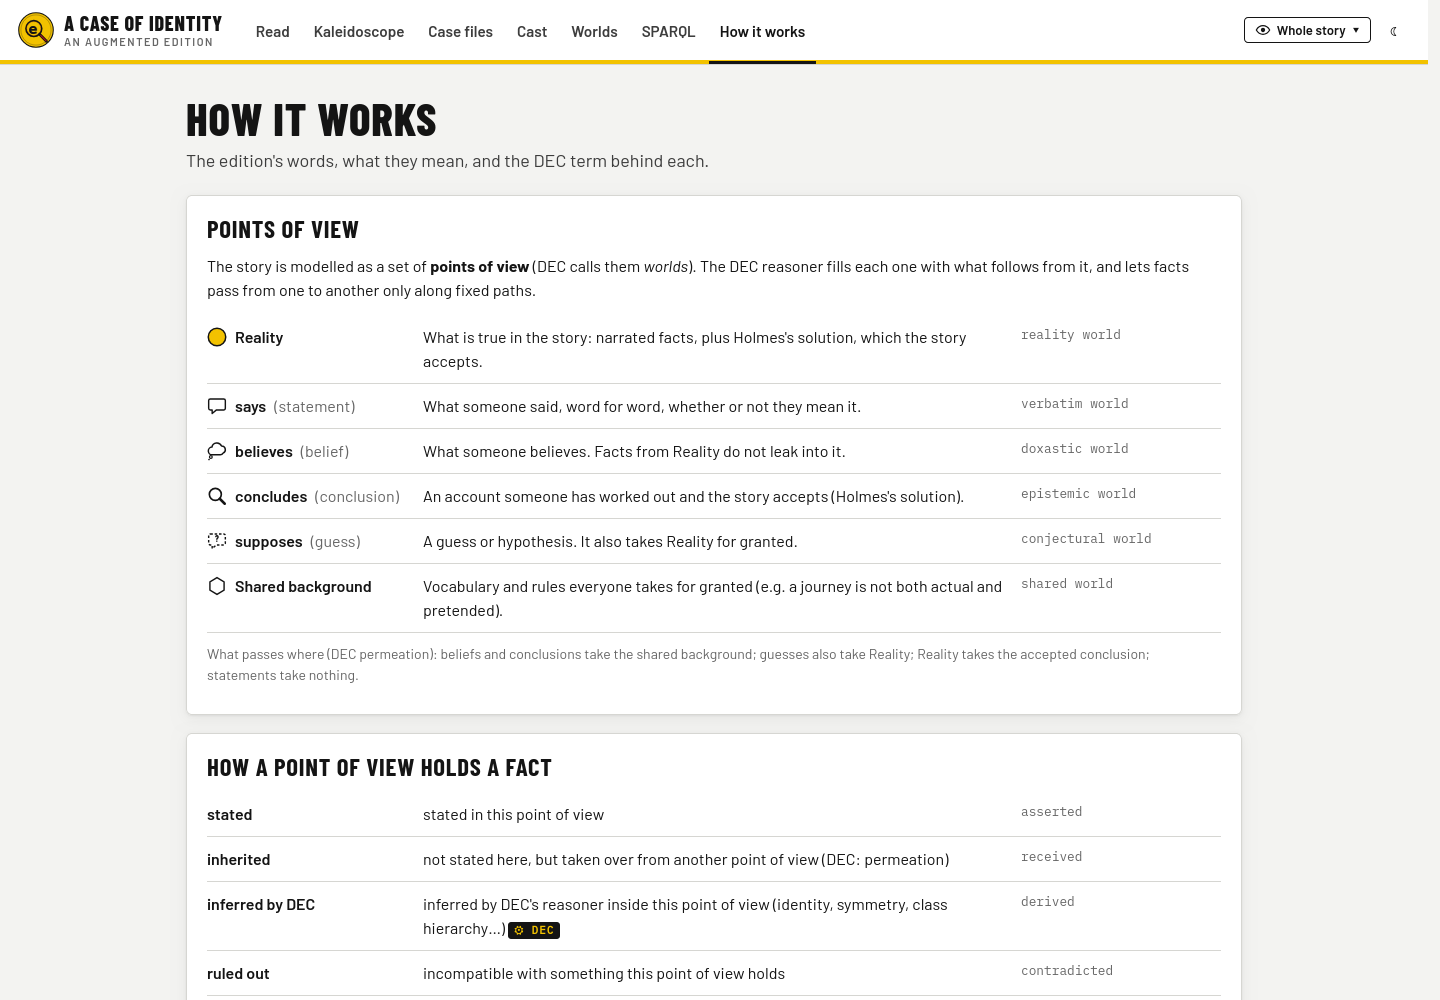 A CASE OF IDENTITY
AN AUGMENTED EDITION
Read Kaleidoscope Case files Cast Worlds SPARQL How it works
Whole story ▾
HOW IT WORKS
The edition's words, what they mean, and the DEC term behind each.
POINTS OF VIEW
The story is modelled as a set of points of view (DEC calls them worlds). The DEC reasoner fills each one with what follows from it, and lets facts
pass from one to another only along fixed paths.
Reality What is true in the story: narrated facts, plus Holmes's solution, which the story reality world
accepts.
says (statement) What someone said, word for word, whether or not they mean it. verbatim world
believes (belief) What someone believes. Facts from Reality do not leak into it. doxastic world
concludes (conclusion) An account someone has worked out and the story accepts (Holmes's solution). epistemic world
supposes (guess) A guess or hypothesis. It also takes Reality for granted. conjectural world
Shared background Vocabulary and rules everyone takes for granted (e.g. a journey is not both actual and shared world
pretended).
What passes where (DEC permeation): beliefs and conclusions take the shared background; guesses also take Reality; Reality takes the accepted conclusion;
statements take nothing.
HOW A POINT OF VIEW HOLDS A FACT
stated stated in this point of view asserted
inherited not stated here, but taken over from another point of view (DEC: permeation) received
inferred by DEC inferred by DEC's reasoner inside this point of view (identity, symmetry, class derived
hierarchy…) ⚙ DEC
ruled out incompatible with something this point of view holds contradicted